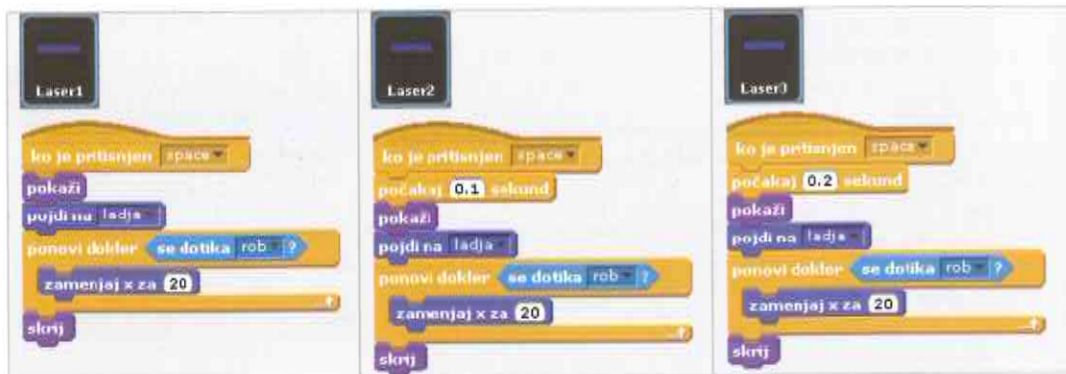 Laser1
ko je pritisnjen space
pokaži
pojdi na ladja
ponovi dokler se dotika rob ?
zamenjaj x za 20
skrij
Laser2
ko je pritisnjen space
počakaj 0.1 sekund
pokaži
pojdi na ladja
ponovi dokler se dotika rob ?
zamenjaj x za 20
skrij
Laser3
ko je pritisnjen space
počakaj 0.2 sekund
pokaži
pojdi na ladja
ponovi dokler se dotika rob ?
zamenjaj x za 20
skrij